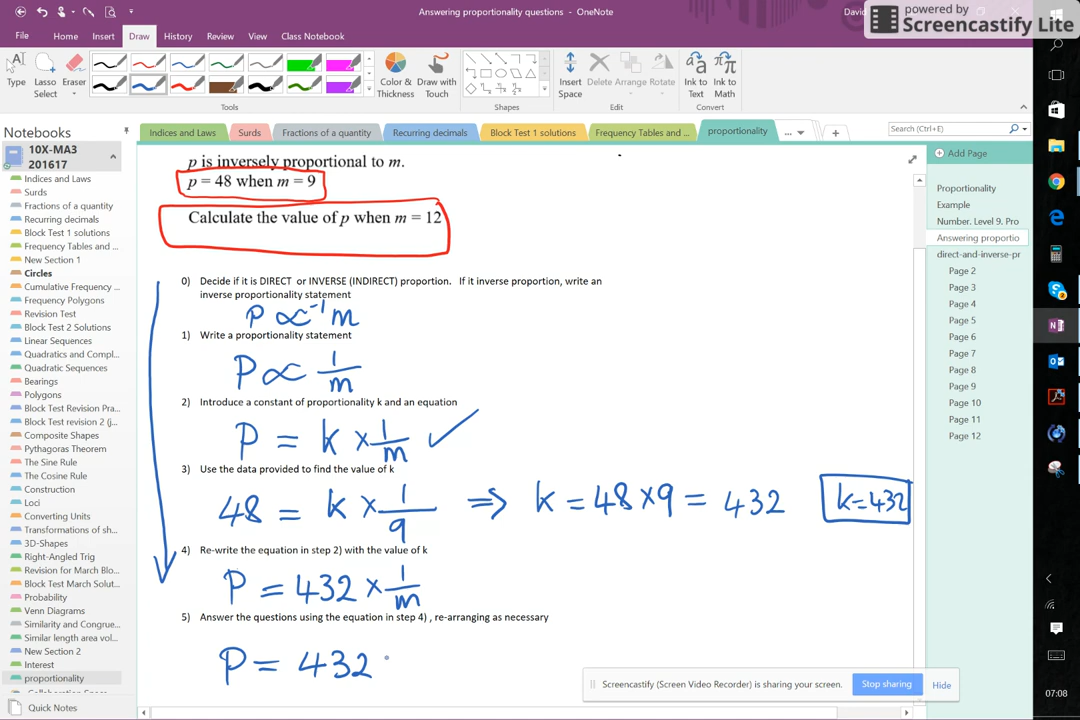 Answering proportionality questions - OneNote
David
powered by
Screencastify Lite
File
Home
Insert
Draw
History
Review
View
Class Notebook
Type
Lasso
Select
Eraser
Color &
Thickness
Draw with
Touch
Insert
Space
Delete
Arrange
Rotate
Ink to
Text
Ink to
Math
Tools
Shapes
Edit
Convert
Notebooks
10X-MA3
201617
Indices and Laws
Surds
Fractions of a quantity
Recurring decimals
Block Test 1 solutions
Frequency Tables and ...
proportionality
...
Search (Ctrl+E)
Indices and Laws
Surds
Fractions of a quantity
Recurring decimals
Block Test 1 solutions
Frequency Tables and ...
New Section 1
Circles
Cumulative Frequency
Frequency Polygons
Revision Test
Block Test 2 Solutions
Linear Sequences
Quadratics and Compl...
Quadratic Sequences
Bearings
Polygons
Block Test Revision Pra...
Block Test revision 2 (j...
Composite Shapes
Pythagoras Theorem
The Sine Rule
The Cosine Rule
Construction
Loci
Converting Units
Transformations of sh...
3D-Shapes
Right-Angled Trig
Revision for March Bloc
Block Test March Solut...
Probability
Venn Diagrams
Similarity and Congrue...
Similar length area vol...
New Section 2
Interest
proportionality
Quick Notes
p is inversely proportional to m.
p = 48 when m = 9
Calculate the value of p when m = 12
0) Decide if it is DIRECT or INVERSE (INDIRECT) proportion. If it inverse proportion, write an
inverse proportionality statement
P ∝⁻¹ m
1) Write a proportionality statement
P ∝ 1/m
2) Introduce a constant of proportionality k and an equation
P = k × 1/m ✓
3) Use the data provided to find the value of k
48 = k × 1/9 ⇒ k = 48 × 9 = 432 k = 432
4) Re-write the equation in step 2) with the value of k
P = 432 × 1/m
5) Answer the questions using the equation in step 4) , re-arranging as necessary
P = 432
Add Page
Proportionality
Example
Number. Level 9. Pro
Answering proportio
direct-and-inverse-pr
Page 2
Page 3
Page 4
Page 5
Page 6
Page 7
Page 8
Page 9
Page 10
Page 11
Page 12
Screencastify (Screen Video Recorder) is sharing your screen.
Stop sharing
Hide
07:08